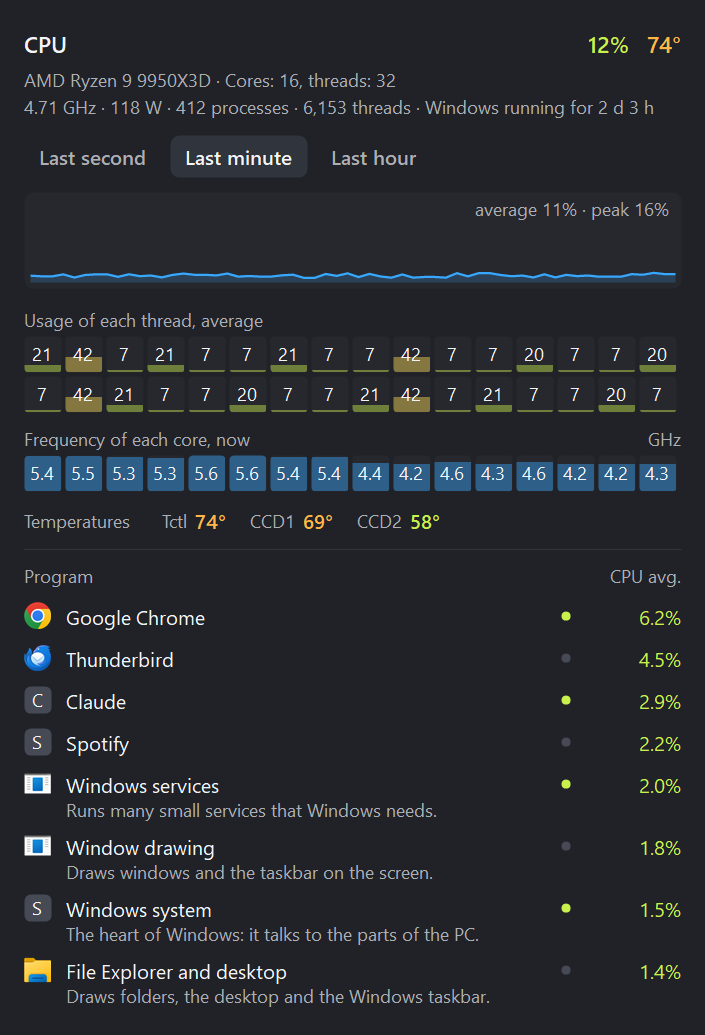 CPU 12% 74°
AMD Ryzen 9 9950X3D · Cores: 16, threads: 32
4.71 GHz · 118 W · 412 processes · 6,153 threads · Windows running for 2 d 3 h
Last second Last minute Last hour
average 11% · peak 16%
Usage of each thread, average
21 42 7 21 7 7 21 7 7 42 7 7 20 7 7 20
7 42 21 7 7 20 7 7 21 42 7 21 7 7 20 7
Frequency of each core, now GHz
5.4 5.5 5.3 5.3 5.6 5.6 5.4 5.4 4.4 4.2 4.6 4.3 4.6 4.2 4.2 4.3
Temperatures Tctl 74° CCD1 69° CCD2 58°
Program CPU avg.
Google Chrome 6.2%
Thunderbird 4.5%
C Claude 2.9%
S Spotify 2.2%
Windows services 2.0%
Runs many small services that Windows needs.
Window drawing 1.8%
Draws windows and the taskbar on the screen.
S Windows system 1.5%
The heart of Windows: it talks to the parts of the PC.
File Explorer and desktop 1.4%
Draws folders, the desktop and the Windows taskbar.